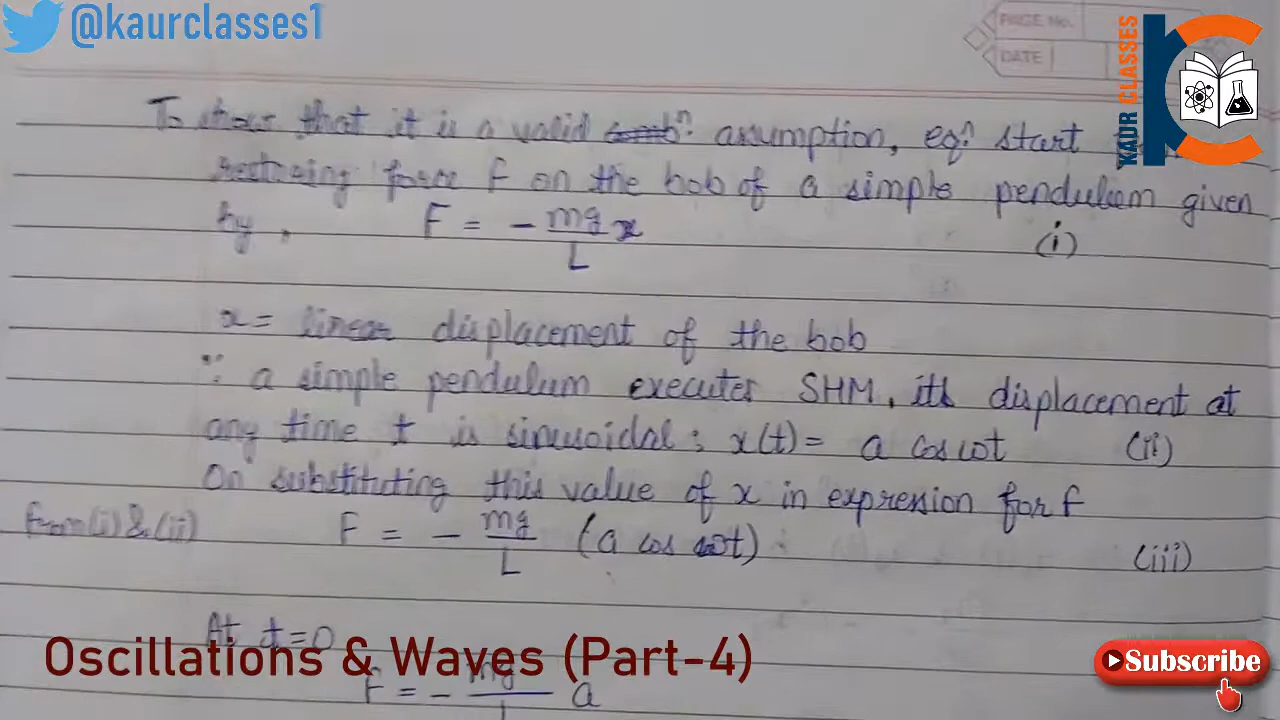 @kaurclasses1
PAGE No.
DATE
KAUR CLASSES
To show that it is a valid assumption, eqⁿ start
restoring force F on the bob of a simple pendulum given
by, F = - mg/L x (i)
x = linear displacement of the bob
∵ a simple pendulum executes SHM, its displacement at
any time t is sinusoidal: x(t) = a cos ωt (ii)
On substituting this value of x in expression for F
From (i) & (ii) F = - mg/L (a cos ωt) (iii)
At t=0
Oscillations & Waves (Part-4)
F = - mg/L a
Subscribe